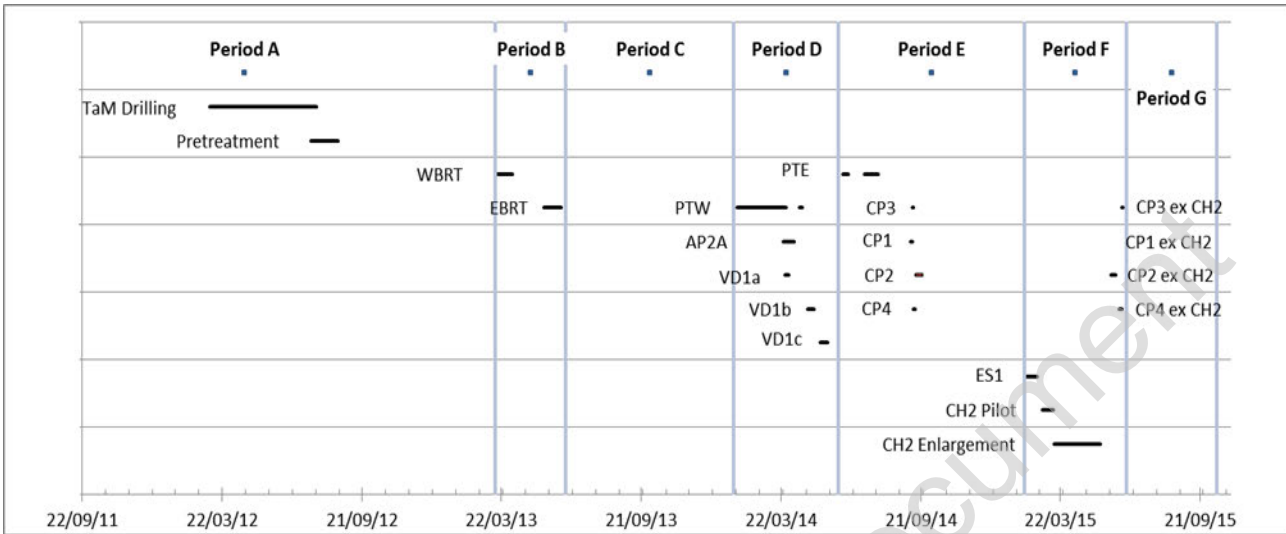 Period A Period B Period C Period D Period E Period F
Period G
TaM Drilling
Pretreatment
WBRT PTE
EBRT PTW CP3 CP3 ex CH2
AP2A CP1 CP1 ex CH2
VD1a CP2 CP2 ex CH2
VD1b CP4 CP4 ex CH2
VD1c
ES1
CH2 Pilot
CH2 Enlargement
22/09/11 22/03/12 21/09/12 22/03/13 21/09/13 22/03/14 21/09/14 22/03/15 21/09/15
ocument